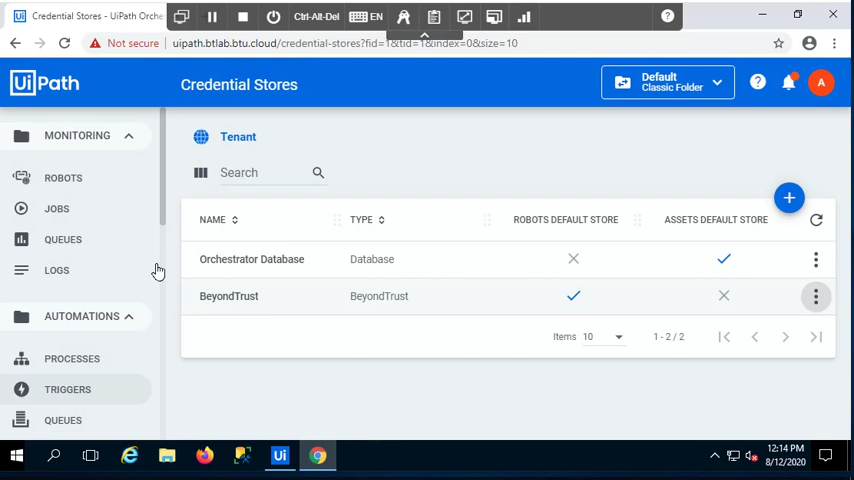 Credential Stores - UiPath Orche
Ctrl-Alt-Del
EN
Not secure
uipath.btlab.btu.cloud/credential-stores?fid=1&tid=1&index=0&size=10
UiPath
Credential Stores
Default
Classic Folder
A
MONITORING
ROBOTS
JOBS
QUEUES
LOGS
AUTOMATIONS
PROCESSES
TRIGGERS
QUEUES
Tenant
Search
NAME TYPE ROBOTS DEFAULT STORE ASSETS DEFAULT STORE
Orchestrator Database Database
BeyondTrust BeyondTrust
Items 10 1 - 2 / 2
Ui
12:14 PM
8/12/2020